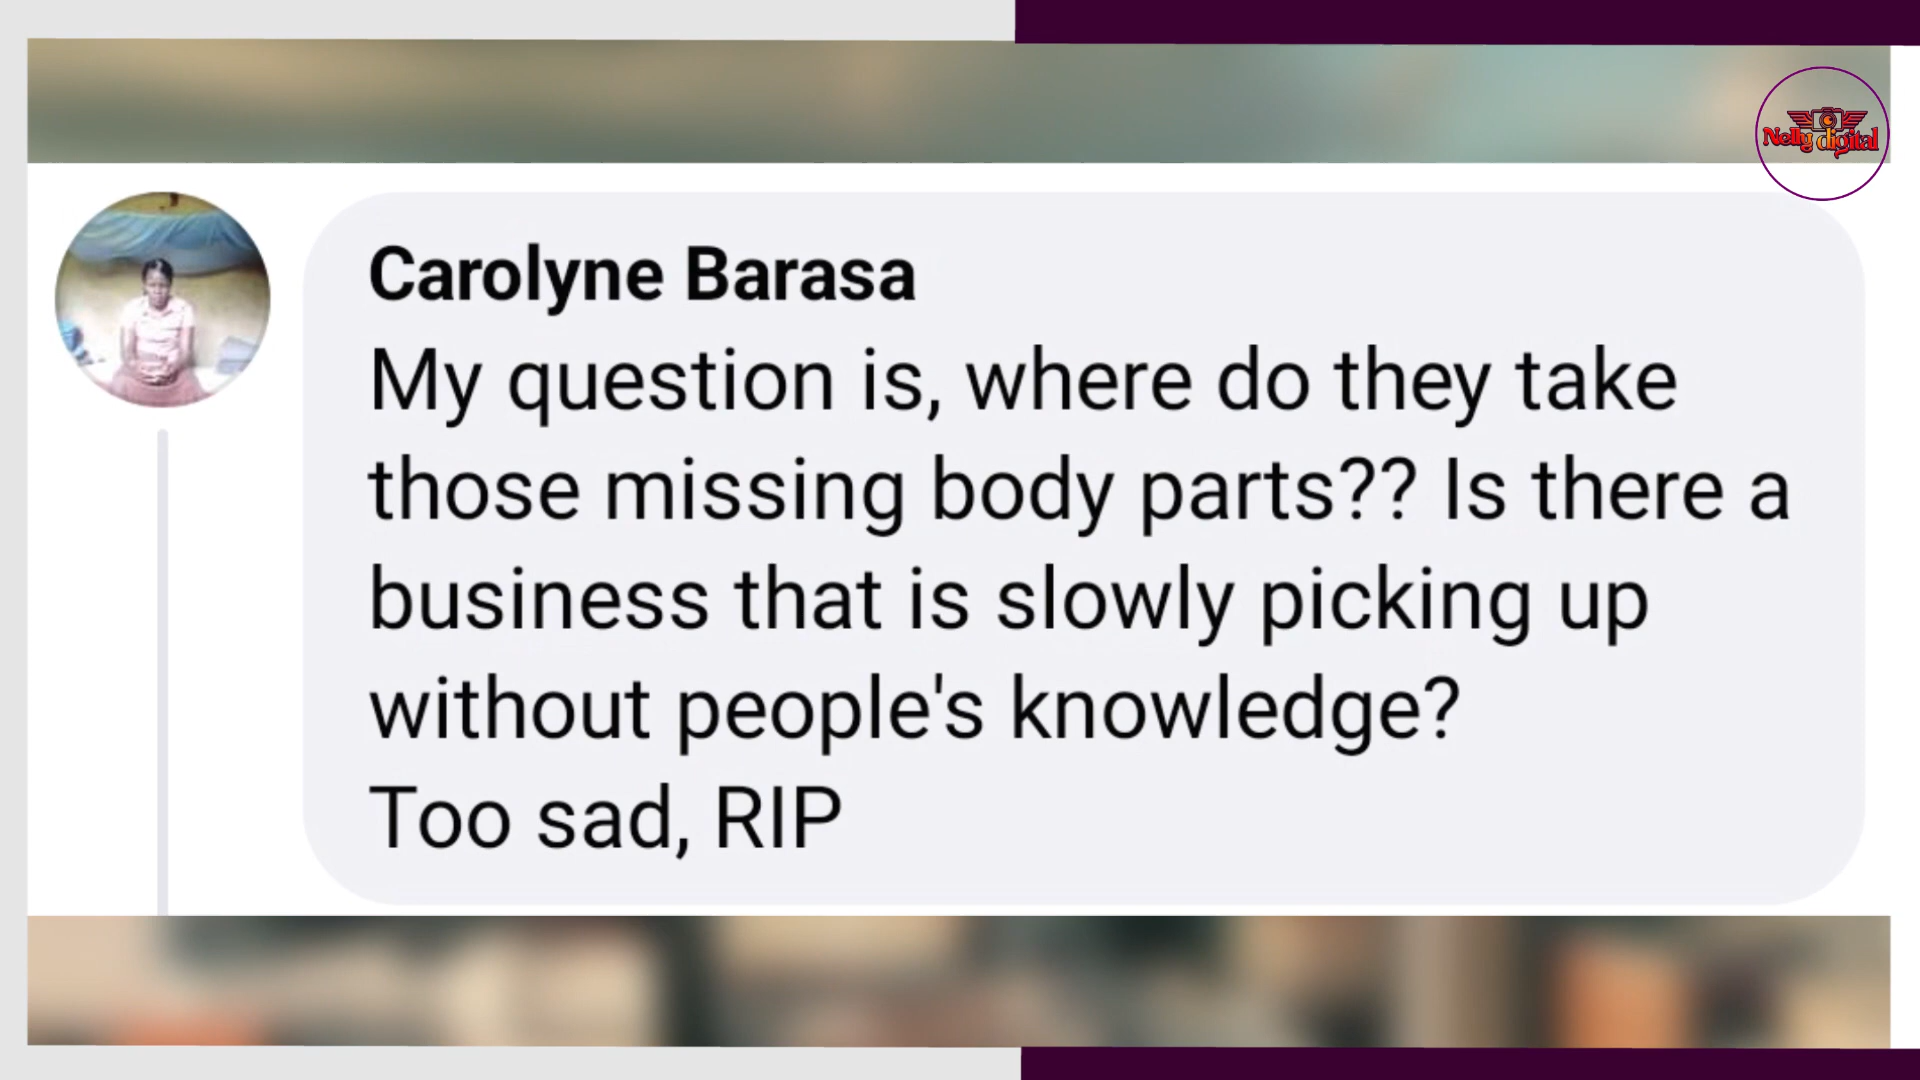 Nelly digital
Carolyne Barasa
My question is, where do they take
those missing body parts?? Is there a
business that is slowly picking up
without people's knowledge?
Too sad, RIP